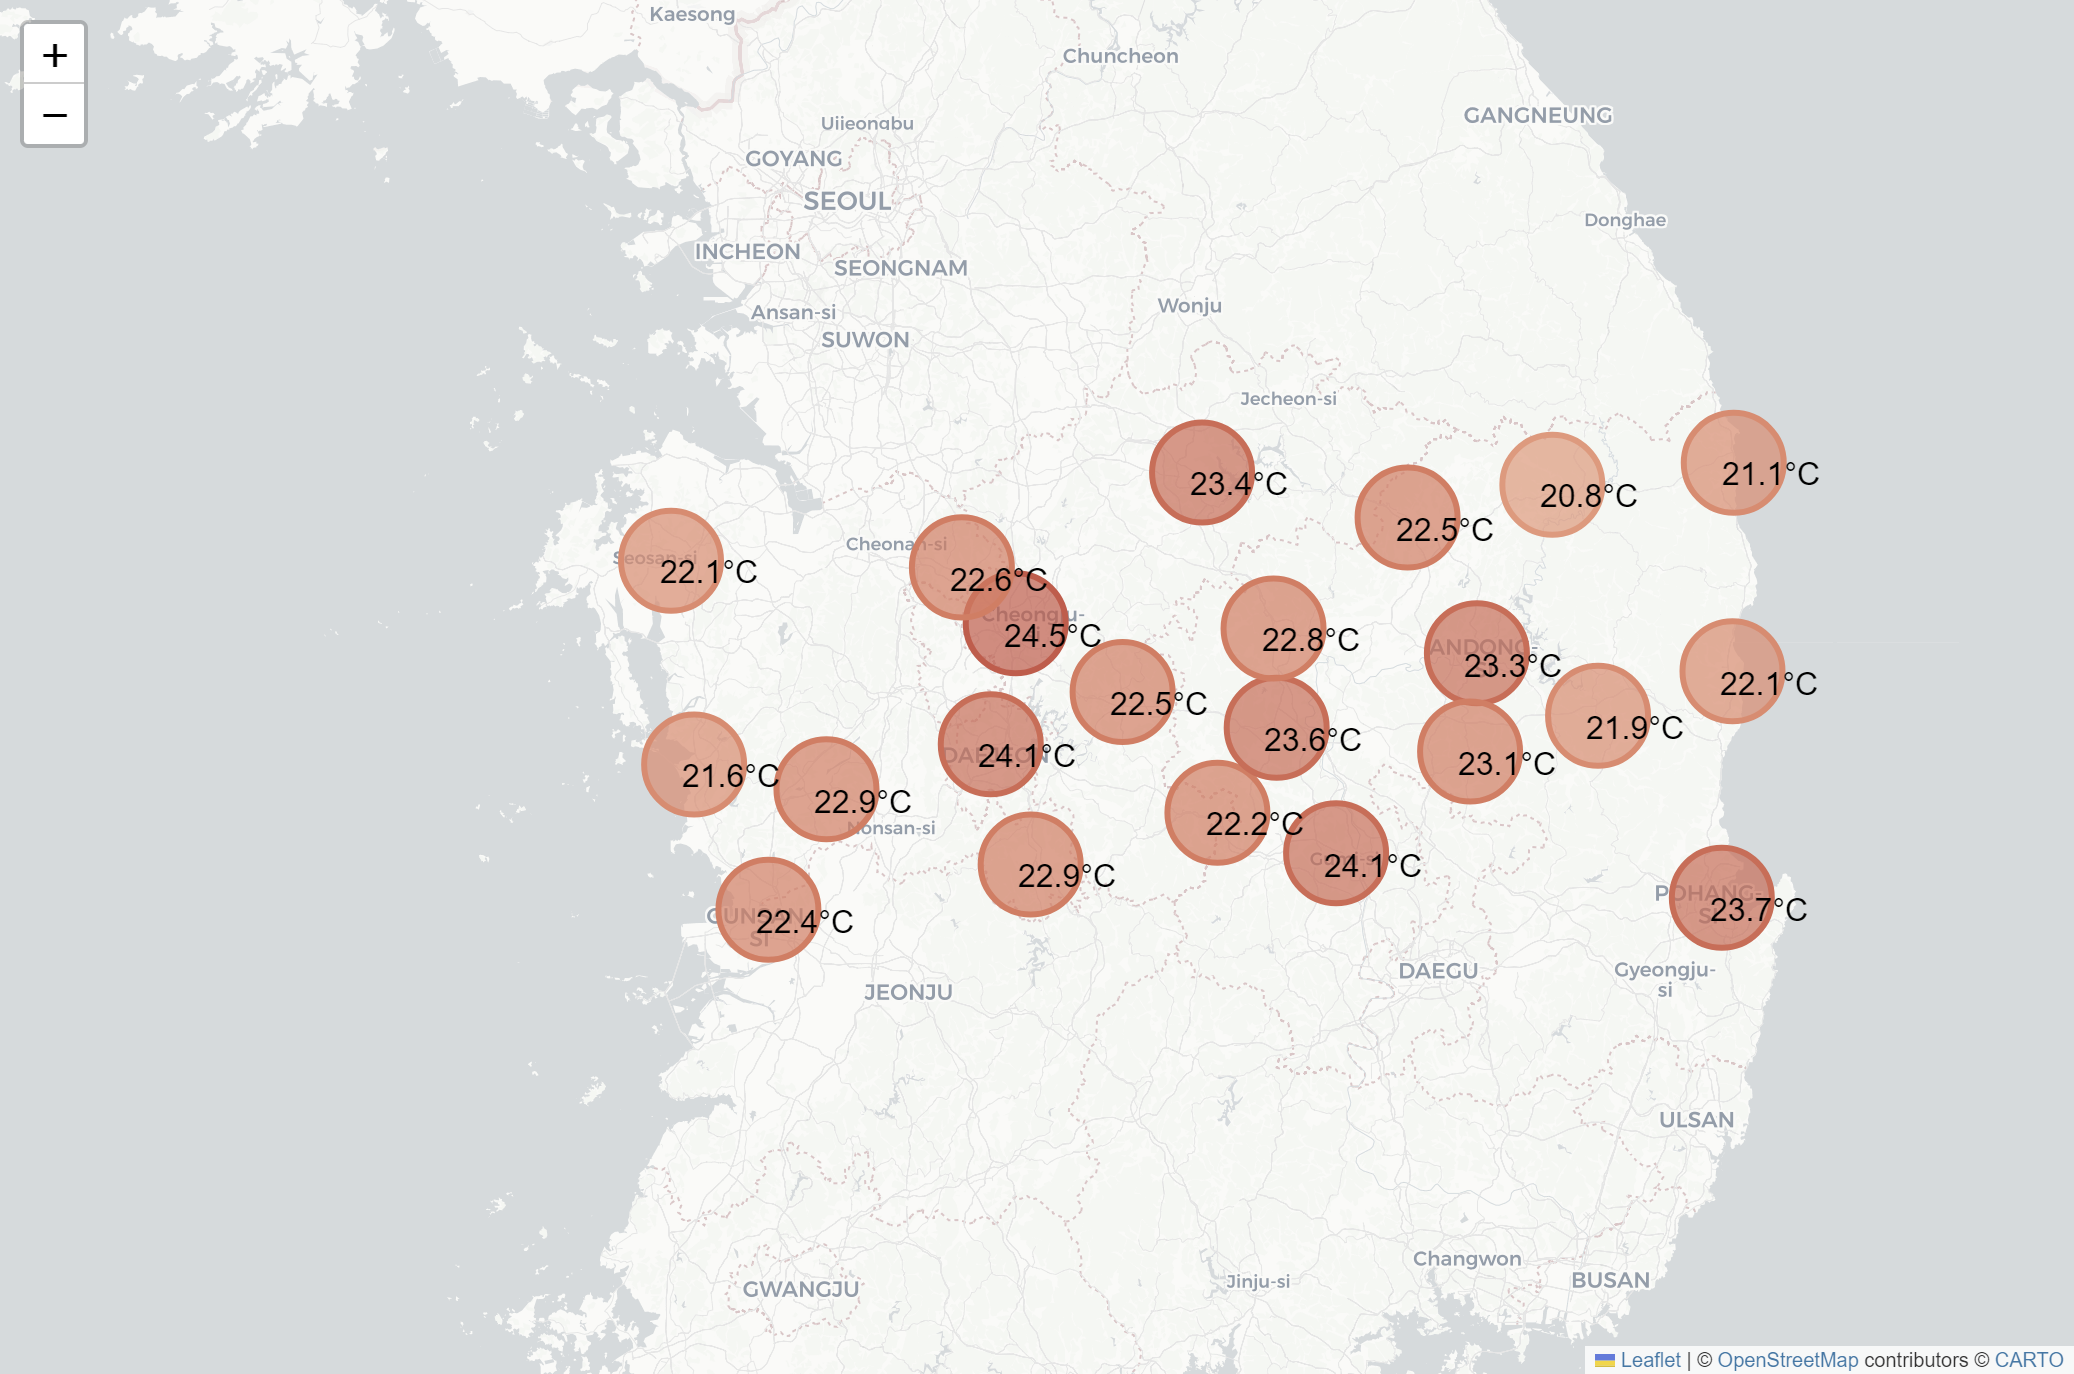 +
−
Kaesong
Chuncheon
GANGNEUNG
Uijeongbu
GOYANG
SEOUL
Donghae
INCHEON
SEONGNAM
Wonju
Ansan-si
SUWON
Jecheon-si
23.4°C
21.1°C
20.8°C
22.5°C
Cheonan-si
Seosan-si
22.1°C
22.6°C
Cheongju-
24.5°C
22.8°C
ANDONG-
23.3°C
22.1°C
22.5°C
21.9°C
23.6°C
DAEJEON
24.1°C
23.1°C
21.6°C
22.9°C
Nonsan-si
22.2°C
Gumi-si
24.1°C
22.9°C
POHANG-
SI
23.7°C
GUNSAN-
SI
22.4°C
DAEGU
Gyeongju-
si
JEONJU
ULSAN
Changwon
BUSAN
Jinju-si
GWANGJU
Leaflet | © OpenStreetMap contributors © CARTO